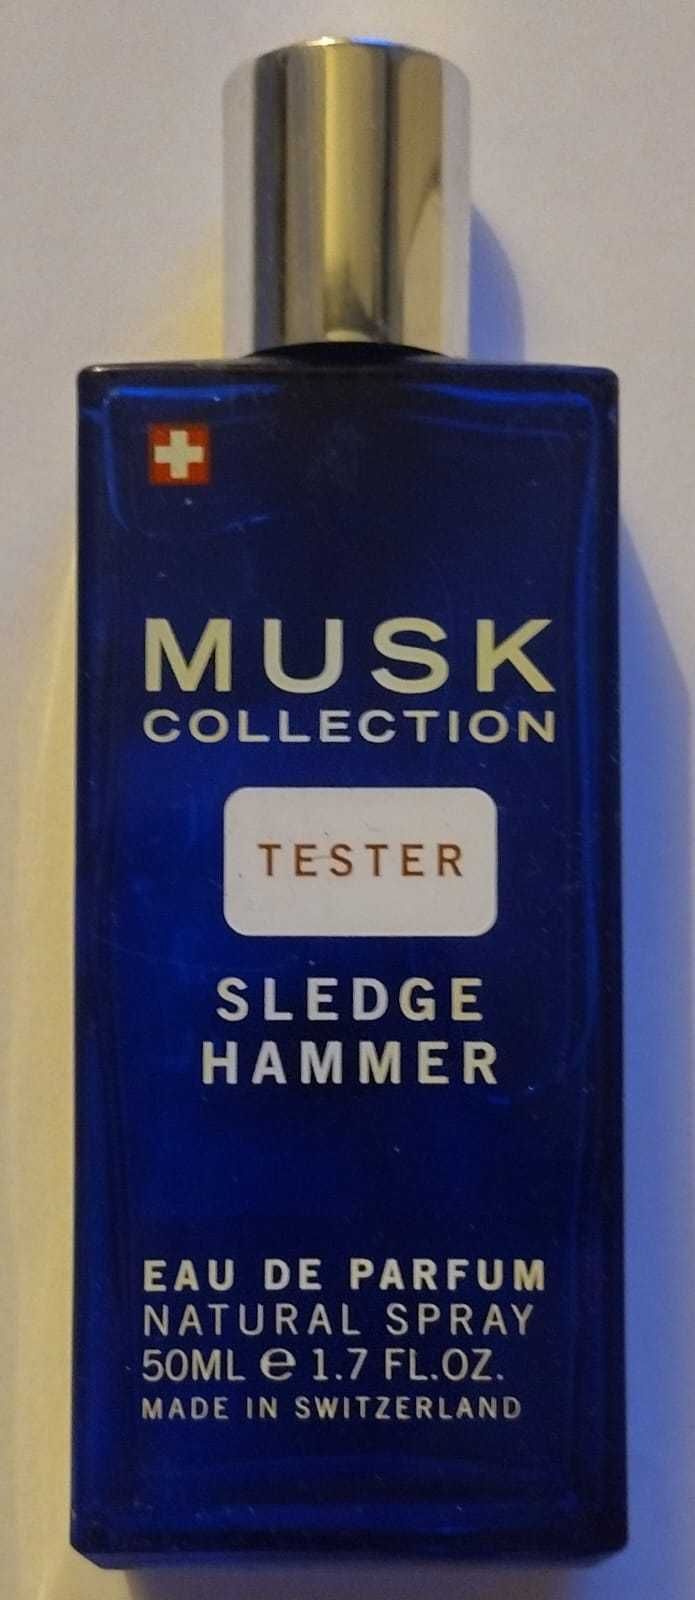 MUSK
COLLECTION
TESTER
SLEDGE
HAMMER
EAU DE PARFUM
NATURAL SPRAY
50ML ℮ 1.7 FL.OZ.
MADE IN SWITZERLAND